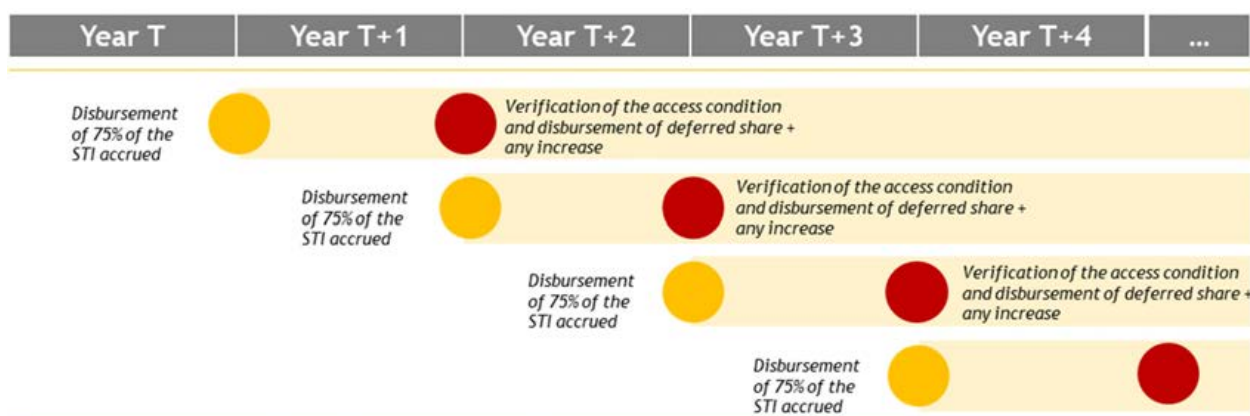 Year T Year T+1 Year T+2 Year T+3 Year T+4 ...
Disbursement
of 75% of the
STI accrued
Verification of the access condition
and disbursement of deferred share +
any increase
Disbursement
of 75% of the
STI accrued
Verification of the access condition
and disbursement of deferred share +
any increase
Disbursement
of 75% of the
STI accrued
Verification of the access condition
and disbursement of deferred share +
any increase
Disbursement
of 75% of the
STI accrued